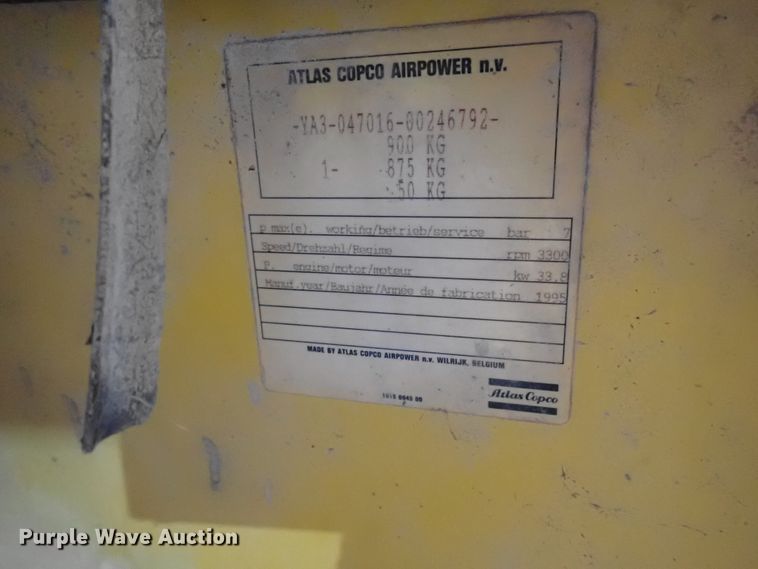 ATLAS COPCO AIRPOWER n.v.
-YA3-047016-00246792-
900 KG
1- 875 KG
50 KG
p max(e). working/betrieb/service bar 7
Speed/Drehzahl/Regime rpm 3300
P. engine/motor/moteur kw 33.8
Manuf.year/Baujahr/Année de fabrication 1995
MADE BY ATLAS COPCO AIRPOWER n.v. WILRIJK, BELGIUM
Atlas Copco
Purple Wave Auction